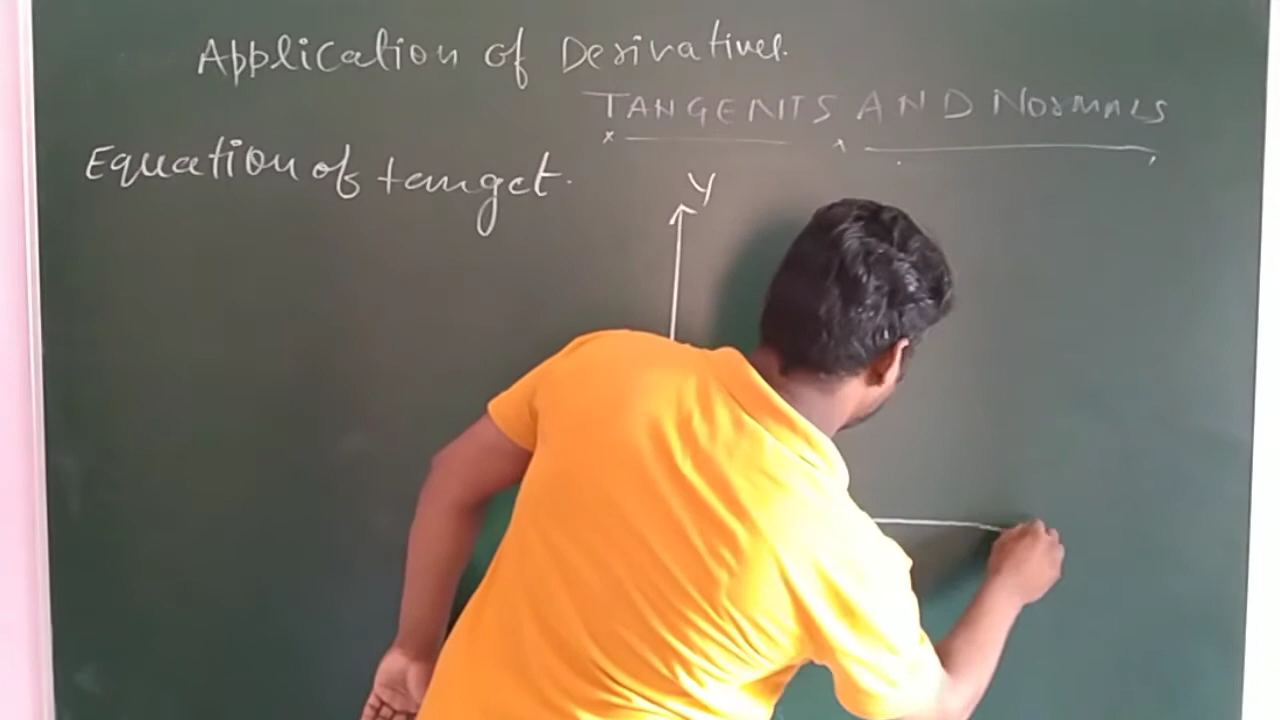 Application of Derivatives.
TANGENTS AND NORMALS
Equation of tanget.
Y